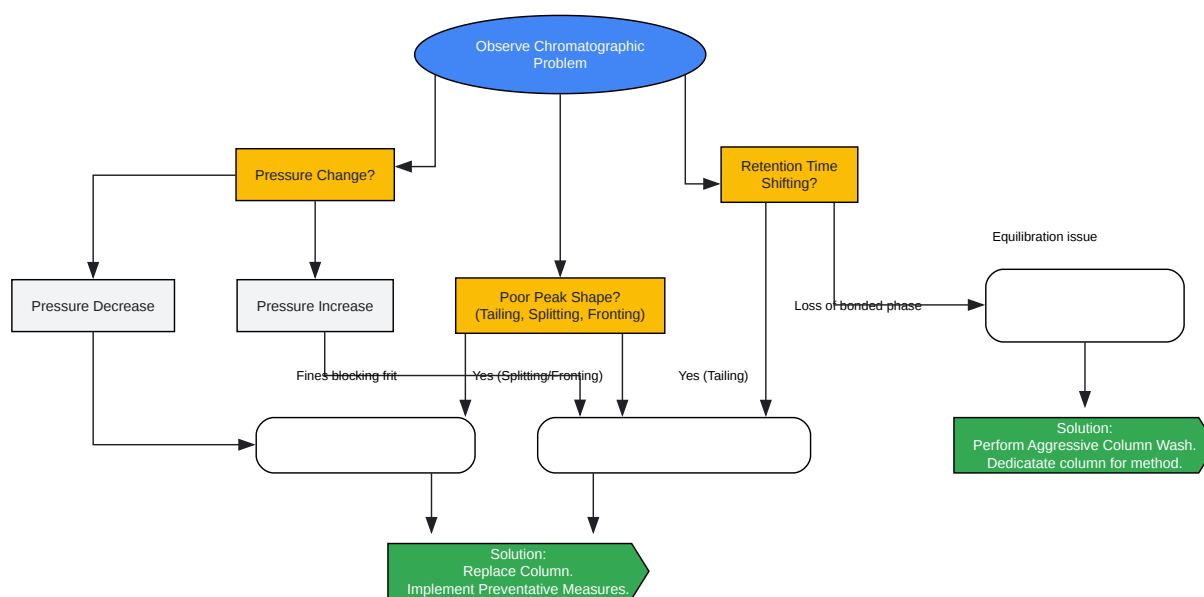 Observe Chromatographic
Problem
Pressure Change?
Retention Time
Shifting?
Equilibration issue
Pressure Decrease
Pressure Increase
Poor Peak Shape?
(Tailing, Splitting, Fronting)
Loss of bonded phase
Fines blocking frit
Yes (Splitting/Fronting)
Yes (Tailing)
Solution:
Perform Aggressive Column Wash.
Dedicatate column for method.
Solution:
Replace Column.
Implement Preventative Measures.